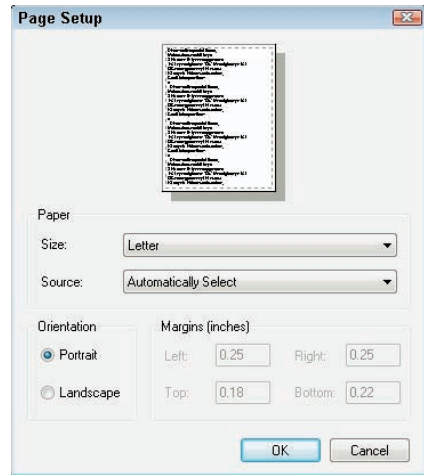 Page Setup
Paper
Size: Letter
Source: Automatically Select
Orientation
Portrait
Landscape
Margins (inches)
Left: 0.25 Right: 0.25
Top: 0.18 Bottom: 0.22
OK Cancel